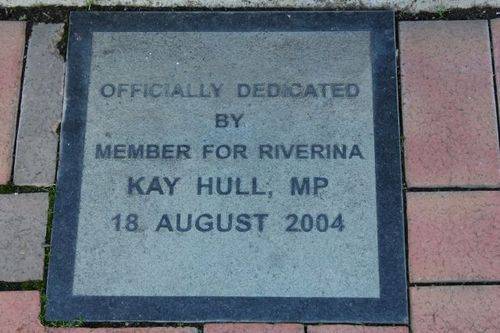 OFFICIALLY DEDICATED
BY
MEMBER FOR RIVERINA
KAY HULL, MP
18 AUGUST 2004